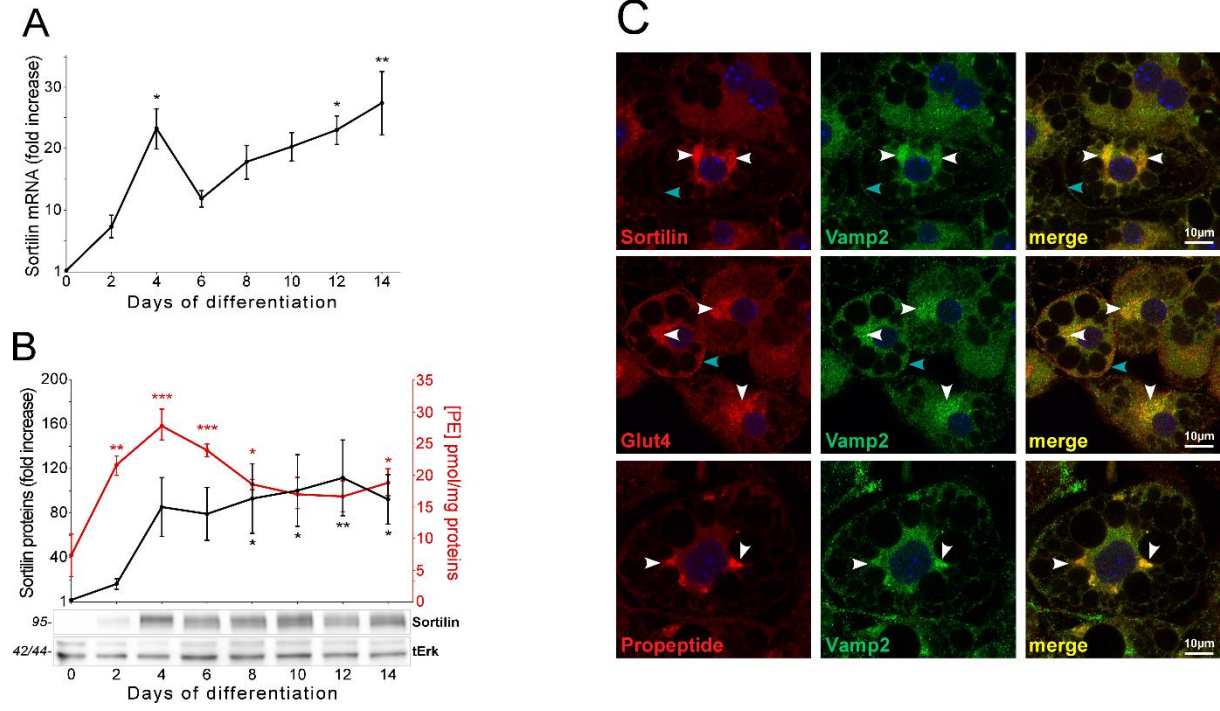 A
Sortilin mRNA (fold increase)
30
20
10
1
*
*
**
0 2 4 6 8 10 12 14
Days of differentiation
B
Sortilin proteins (fold increase)
200
160
120
80
40
1
**
***
***
*
*
*
*
**
*
35
30
25
20
15
10
5
0
[PE] pmol/mg proteins
95-
Sortilin
42/44-
tErk
0 2 4 6 8 10 12 14
Days of differentiation
C
Sortilin
Vamp2
merge
10µm
Glut4
Vamp2
merge
10µm
Propeptide
Vamp2
merge
10µm